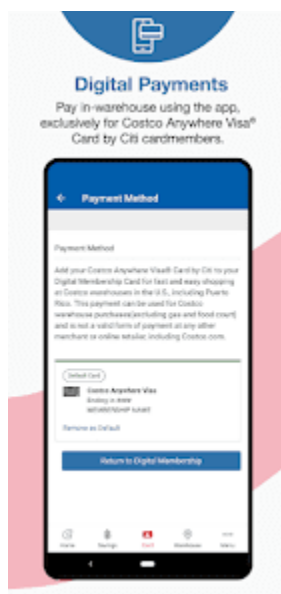 Digital Payments
Pay in-warehouse using the app,
exclusively for Costco Anywhere Visa®
Card by Citi cardmembers.
Payment Method
Payment Method
Add your Costco Anywhere Visa® Card by Citi to your
Digital Membership Card for fast and easy shopping
at Costco warehouses in the U.S., including Puerto
Rico. This payment can be used for Costco
warehouse purchases(excluding gas and food court)
and is not a valid form of payment at any other
merchant or online retailer, including Costco.com.
Default Card
Costco Anywhere Visa
Ending in
Remove as Default
Return to Digital Membership
Home
Savings
Card
Warehouse
Menu